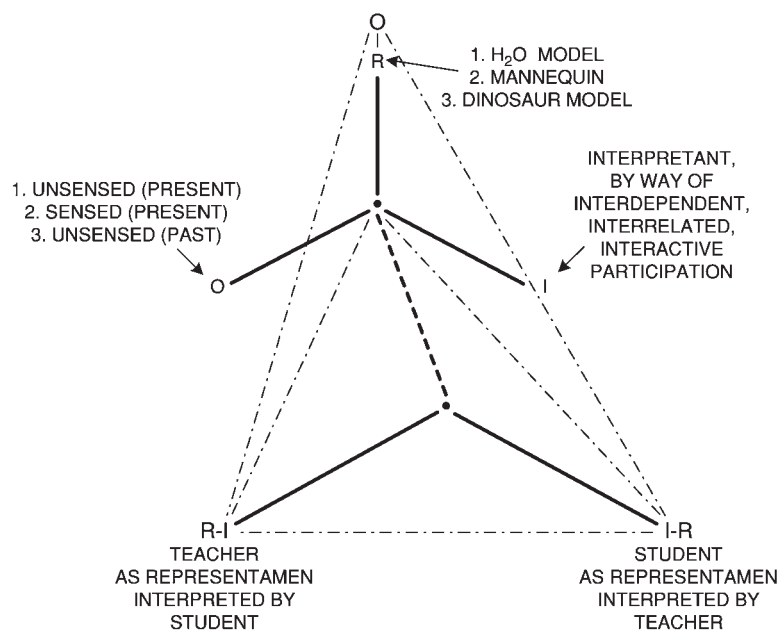 O
R
1. H₂O MODEL
2. MANNEQUIN
3. DINOSAUR MODEL
INTERPRETANT,
BY WAY OF
INTERDEPENDENT,
INTERRELATED,
INTERACTIVE
PARTICIPATION
1. UNSENSED (PRESENT)
2. SENSED (PRESENT)
3. UNSENSED (PAST)
O
I
R-I
TEACHER
AS REPRESENTAMEN
INTERPRETED BY
STUDENT
I-R
STUDENT
AS REPRESENTAMEN
INTERPRETED BY
TEACHER